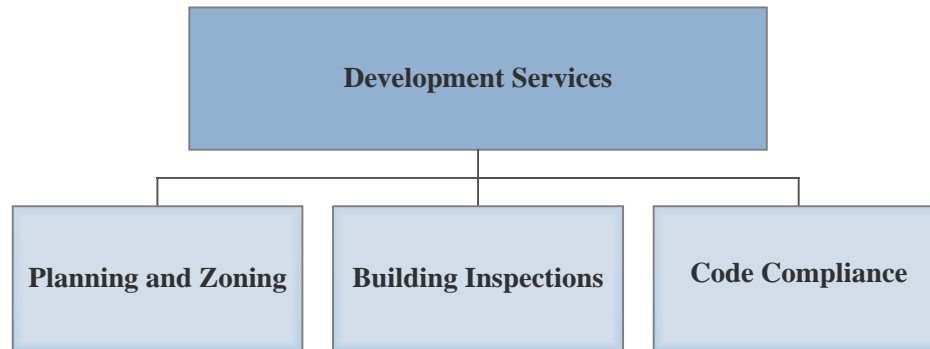 Development Services
Planning and Zoning
Building Inspections
Code Compliance